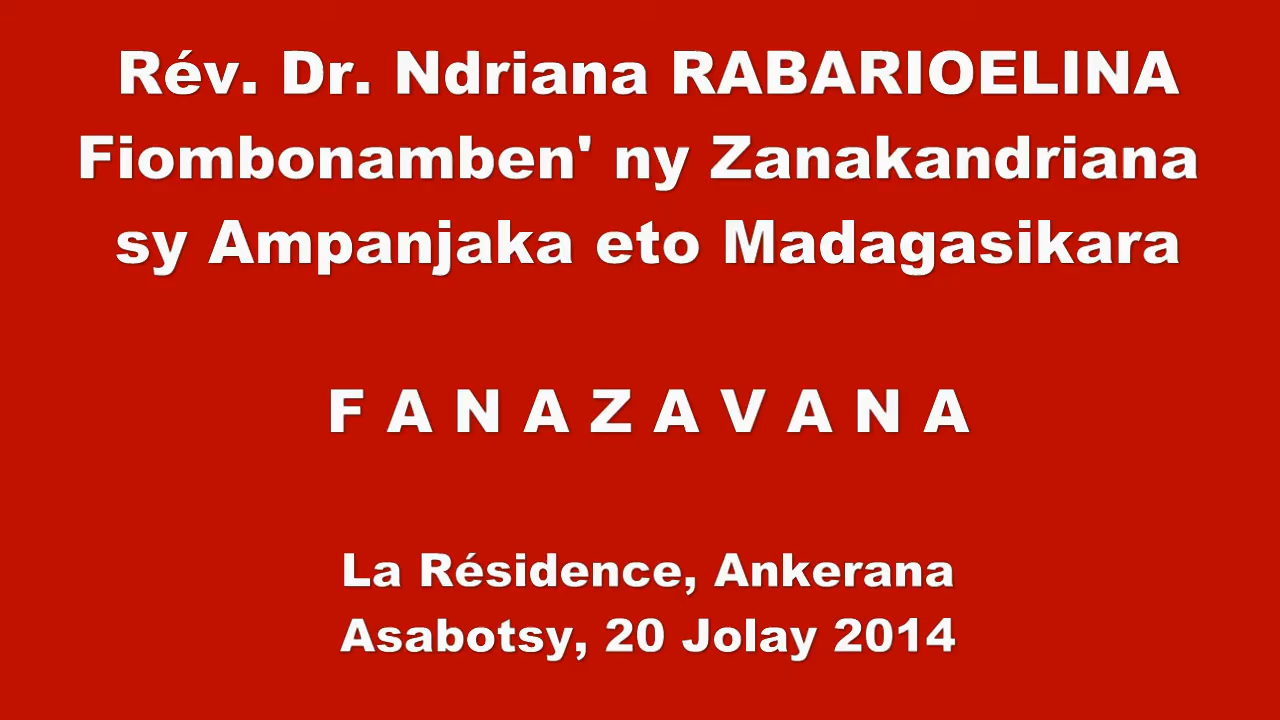 Rév. Dr. Ndriana RABARIOELINA
Fiombonamben' ny Zanakandriana
sy Ampanjaka eto Madagasikara
F A N A Z A V A N A
La Résidence, Ankerana
Asabotsy, 20 Jolay 2014